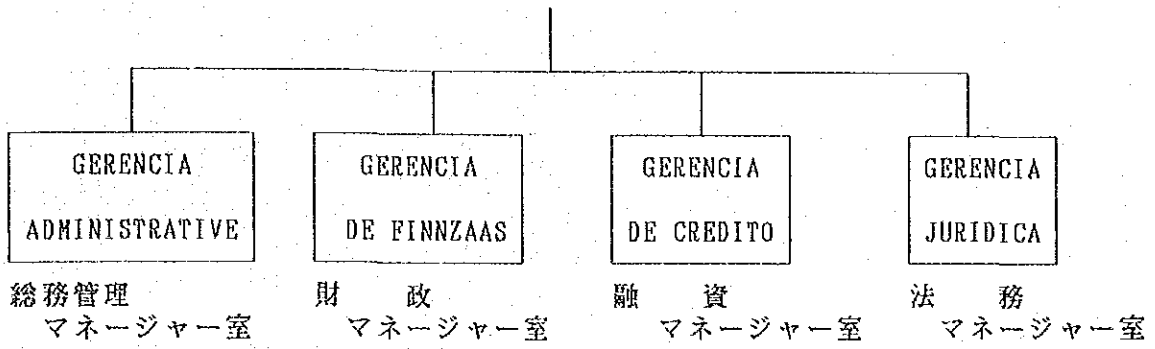 GERENCIA
ADMINISTRATIVE
GERENCIA
DE FINNZAAS
GERENCIA
DE CREDITO
GERENCIA
JURIDICA
総務管理
マネージャー室
財 政
マネージャー室
融 資
マネージャー室
法 務
マネージャー室